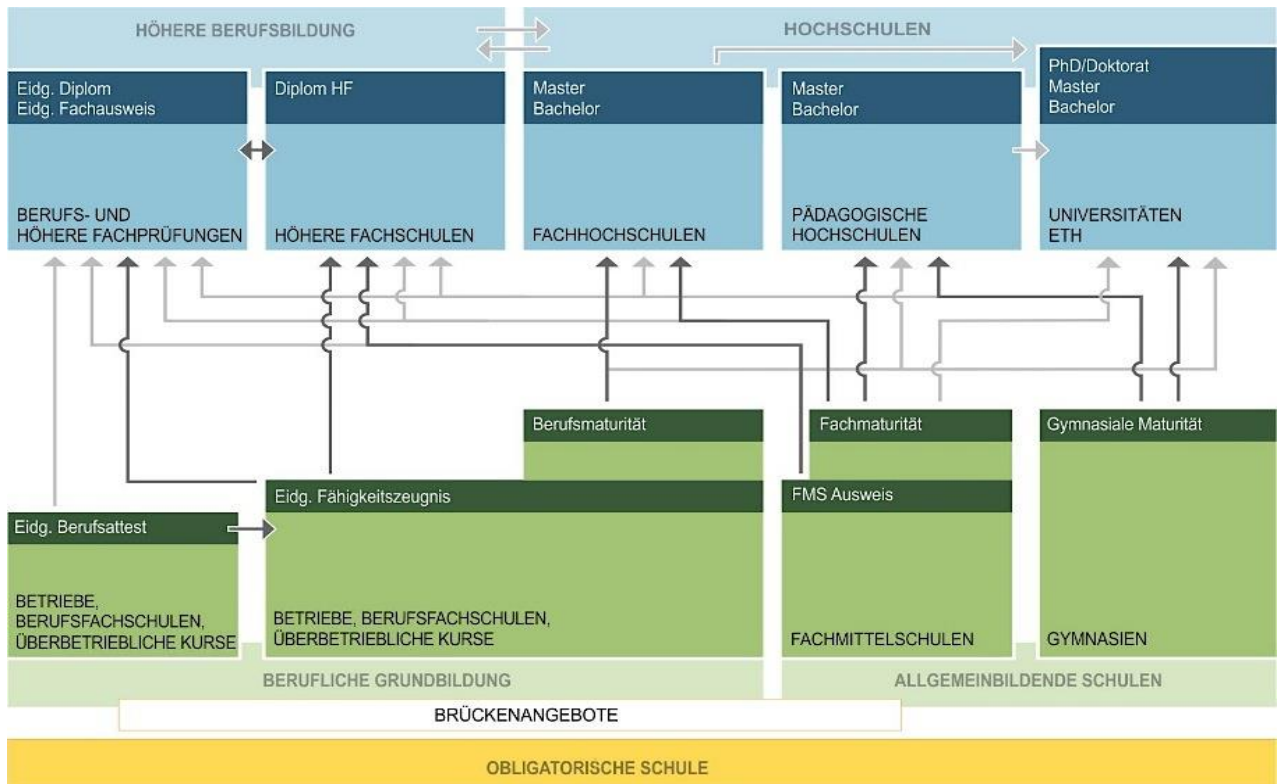 HÖHERE BERUFSBILDUNG
HOCHSCHULEN
Eidg. Diplom
Eidg. Fachausweis
BERUFS- UND
HÖHERE FACHPRÜFUNGEN
Diplom HF
HÖHERE FACHSCHULEN
Master
Bachelor
FACHHOCHSCHULEN
Master
Bachelor
PÄDAGOGISCHE
HOCHSCHULEN
PhD/Doktorat
Master
Bachelor
UNIVERSITÄTEN
ETH
Berufsmaturität
Fachmaturität
Gymnasiale Maturität
Eidg. Fähigkeitszeugnis
FMS Ausweis
Eidg. Berufsattest
BETRIEBE,
BERUFSFACHSCHULEN,
ÜBERBETRIEBLICHE KURSE
BETRIEBE, BERUFSFACHSCHULEN,
ÜBERBETRIEBLICHE KURSE
FACHMITTELSCHULEN
GYMNASIEN
BERUFLICHE GRUNDBILDUNG
ALLGEMEINBILDENDE SCHULEN
BRÜCKENANGEBOTE
OBLIGATORISCHE SCHULE